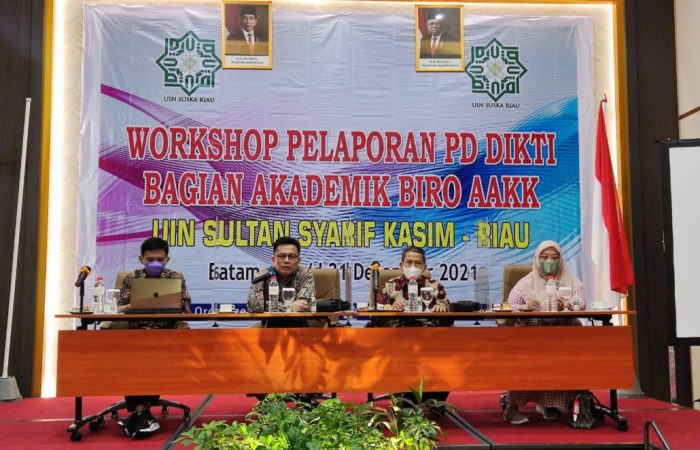 UIN SUSKA RIAU
UIN SUSKA RIAU
WORKSHOP PELAPORAN PD DIKTI
BAGIAN AKADEMIK BIRO AAKK
UIN SULTAN SYARIF KASIM - RIAU
2021